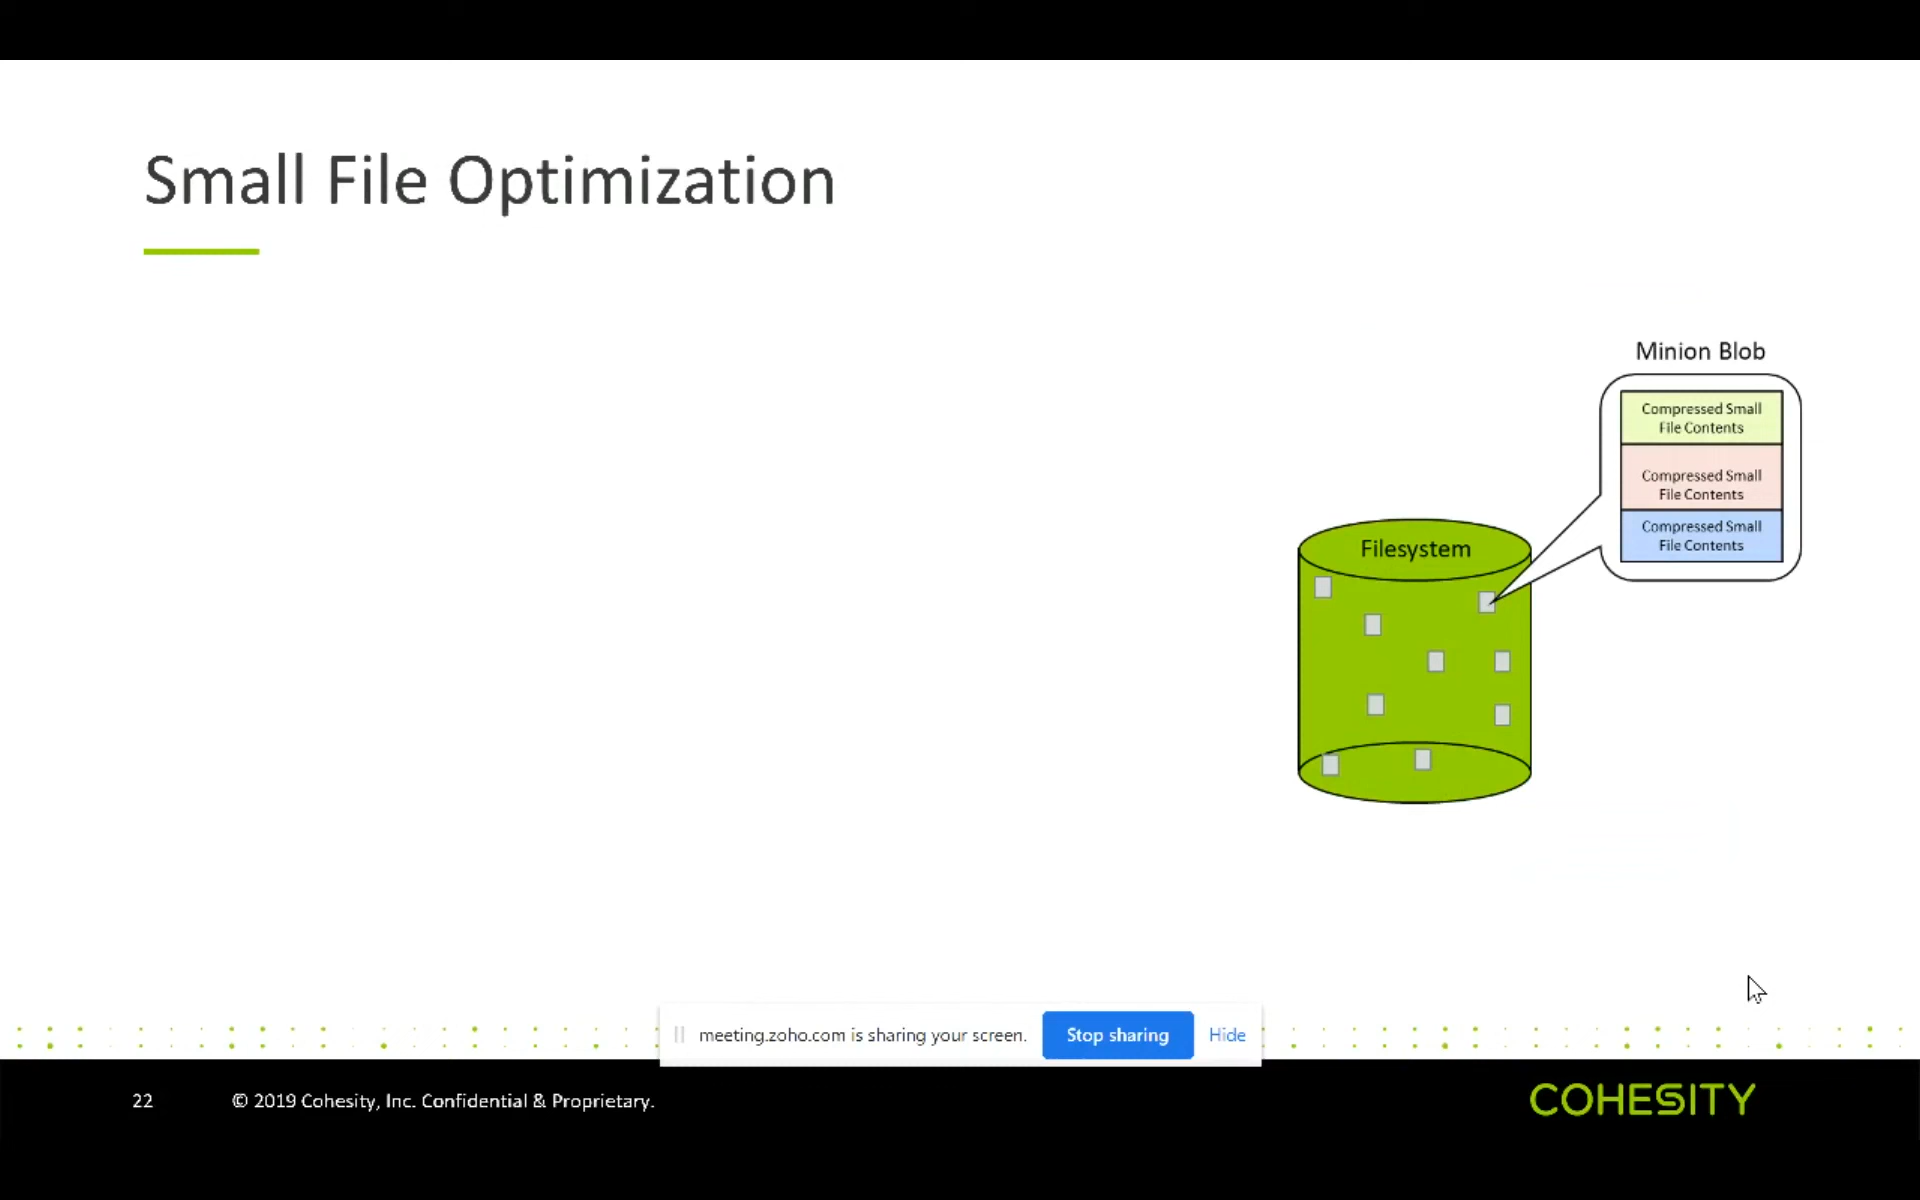 Small File Optimization
Minion Blob
Compressed Small
File Contents
Compressed Small
File Contents
Compressed Small
File Contents
Filesystem
meeting.zoho.com is sharing your screen.
Stop sharing
Hide
22
© 2019 Cohesity, Inc. Confidential & Proprietary.
COHESITY